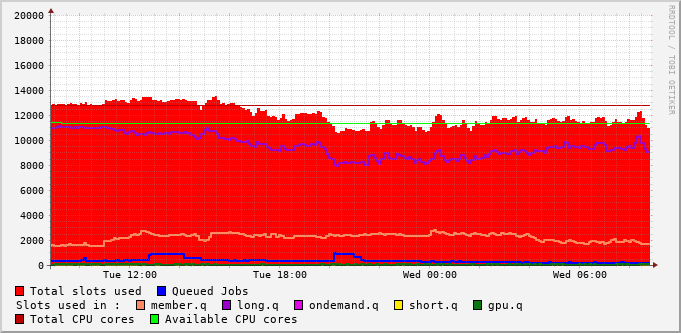 20000
18000
16000
14000
12000
10000
8000
6000
4000
2000
0
Tue 12:00 Tue 18:00 Wed 00:00 Wed 06:00
RRDTOOL / TOBI OETIKER
Total slots used Queued Jobs
Slots used in : member.q long.q ondemand.q short.q gpu.q
Total CPU cores Available CPU cores